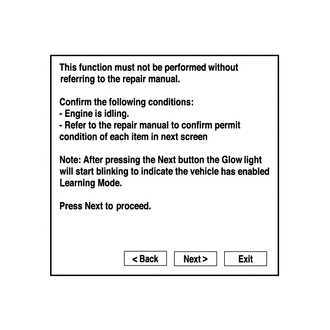 This function must not be performed without
referring to the repair manual.
Confirm the following conditions:
- Engine is idling.
- Refer to the repair manual to confirm permit
condition of each item in next screen
Note: After pressing the Next button the Glow light
will start blinking to indicate the vehicle has enabled
Learning Mode.
Press Next to proceed.
< Back Next > Exit